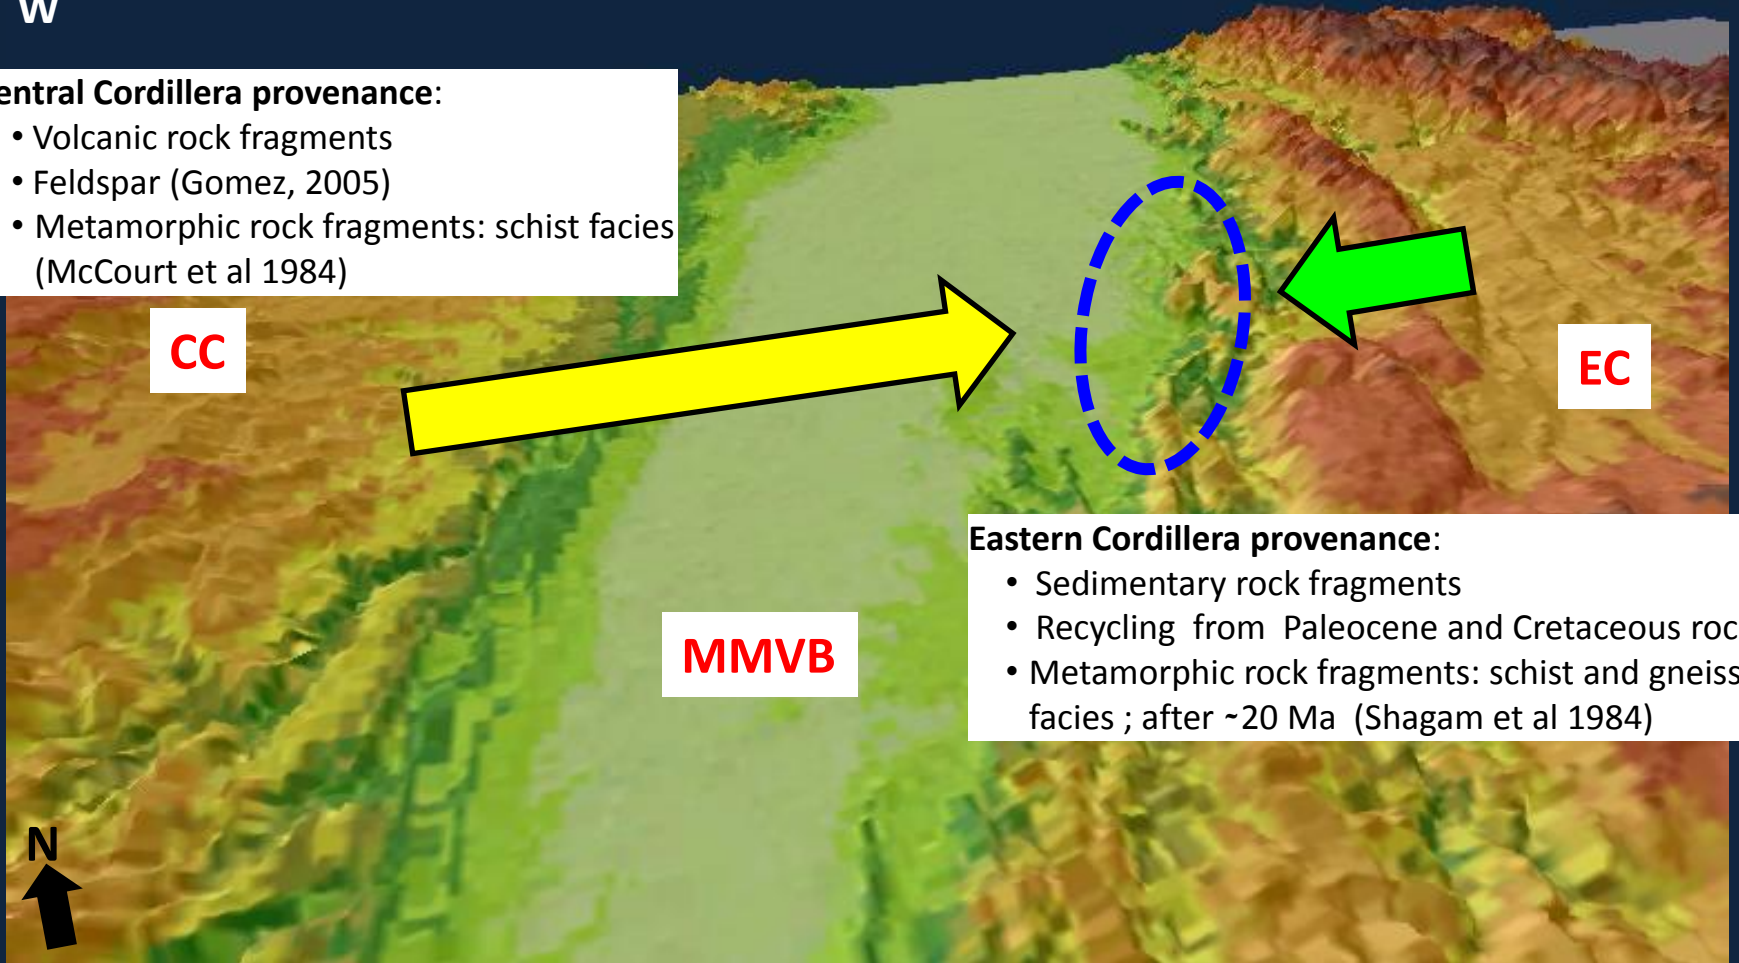 W
entral Cordillera provenance:
• Volcanic rock fragments
• Feldspar (Gomez, 2005)
• Metamorphic rock fragments: schist facies
(McCourt et al 1984)
CC
EC
Eastern Cordillera provenance:
• Sedimentary rock fragments
• Recycling from Paleocene and Cretaceous roc
• Metamorphic rock fragments: schist and gneiss
facies ; after ~20 Ma (Shagam et al 1984)
MMVB
N